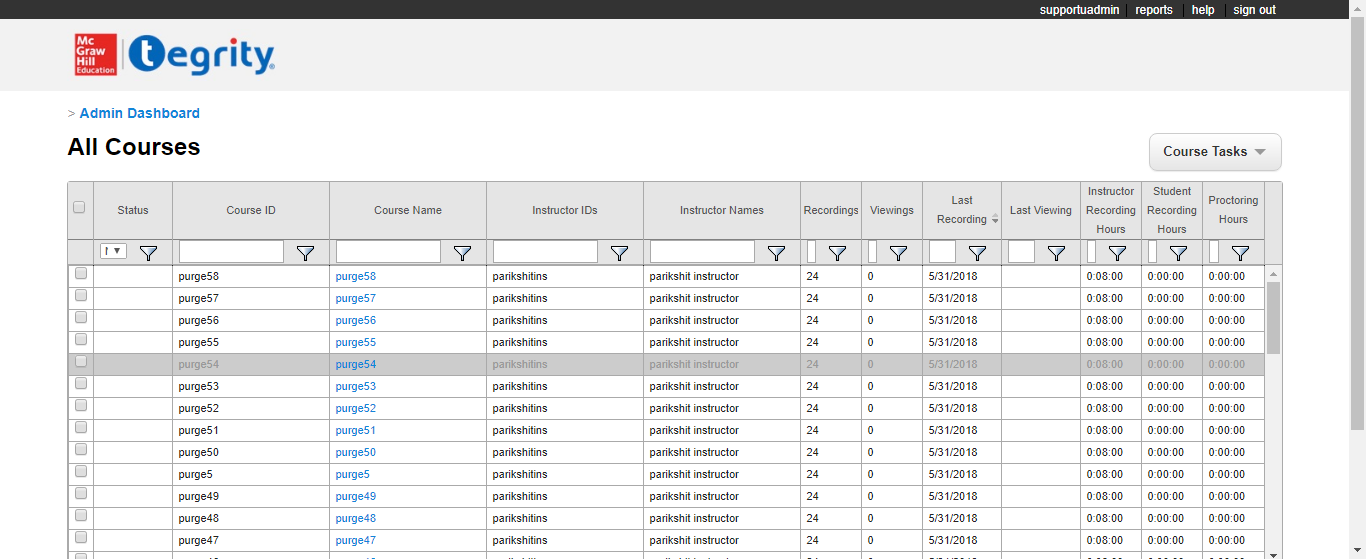 supportuadmin reports help sign out
Mc
Graw
Hill
Education
tegrity
> Admin Dashboard
All Courses
Course Tasks
Status Course ID Course Name Instructor IDs Instructor Names Recordings Viewings Last Recording Last Viewing Instructor Recording Hours Student Recording Hours Proctoring Hours
purge58 purge58 parikshitins parikshit instructor 24 0 5/31/2018 0:08:00 0:00:00 0:00:00
purge57 purge57 parikshitins parikshit instructor 24 0 5/31/2018 0:08:00 0:00:00 0:00:00
purge56 purge56 parikshitins parikshit instructor 24 0 5/31/2018 0:08:00 0:00:00 0:00:00
purge55 purge55 parikshitins parikshit instructor 24 0 5/31/2018 0:08:00 0:00:00 0:00:00
purge54 purge54 parikshitins parikshit instructor 24 0 5/31/2018 0:08:00 0:00:00 0:00:00
purge53 purge53 parikshitins parikshit instructor 24 0 5/31/2018 0:08:00 0:00:00 0:00:00
purge52 purge52 parikshitins parikshit instructor 24 0 5/31/2018 0:08:00 0:00:00 0:00:00
purge51 purge51 parikshitins parikshit instructor 24 0 5/31/2018 0:08:00 0:00:00 0:00:00
purge50 purge50 parikshitins parikshit instructor 24 0 5/31/2018 0:08:00 0:00:00 0:00:00
purge5 purge5 parikshitins parikshit instructor 24 0 5/31/2018 0:08:00 0:00:00 0:00:00
purge49 purge49 parikshitins parikshit instructor 24 0 5/31/2018 0:08:00 0:00:00 0:00:00
purge48 purge48 parikshitins parikshit instructor 24 0 5/31/2018 0:08:00 0:00:00 0:00:00
purge47 purge47 parikshitins parikshit instructor 24 0 5/31/2018 0:08:00 0:00:00 0:00:00